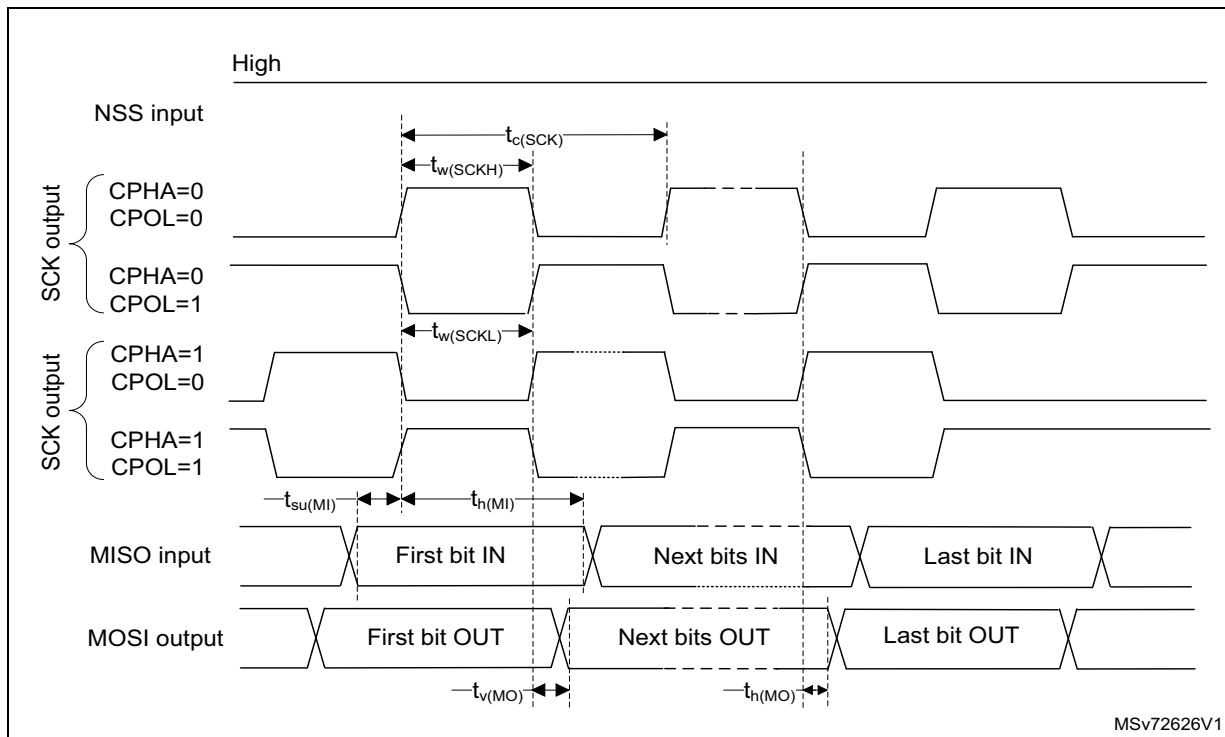 High
NSS input
tc(SCK)
tw(SCKH)
SCK output
CPHA=0
CPOL=0
CPHA=0
CPOL=1
tw(SCKL)
SCK output
CPHA=1
CPOL=0
CPHA=1
CPOL=1
tsu(MI)
th(MI)
MISO input
First bit IN
Next bits IN
Last bit IN
MOSI output
First bit OUT
Next bits OUT
Last bit OUT
tv(MO)
th(MO)
MSv72626V1